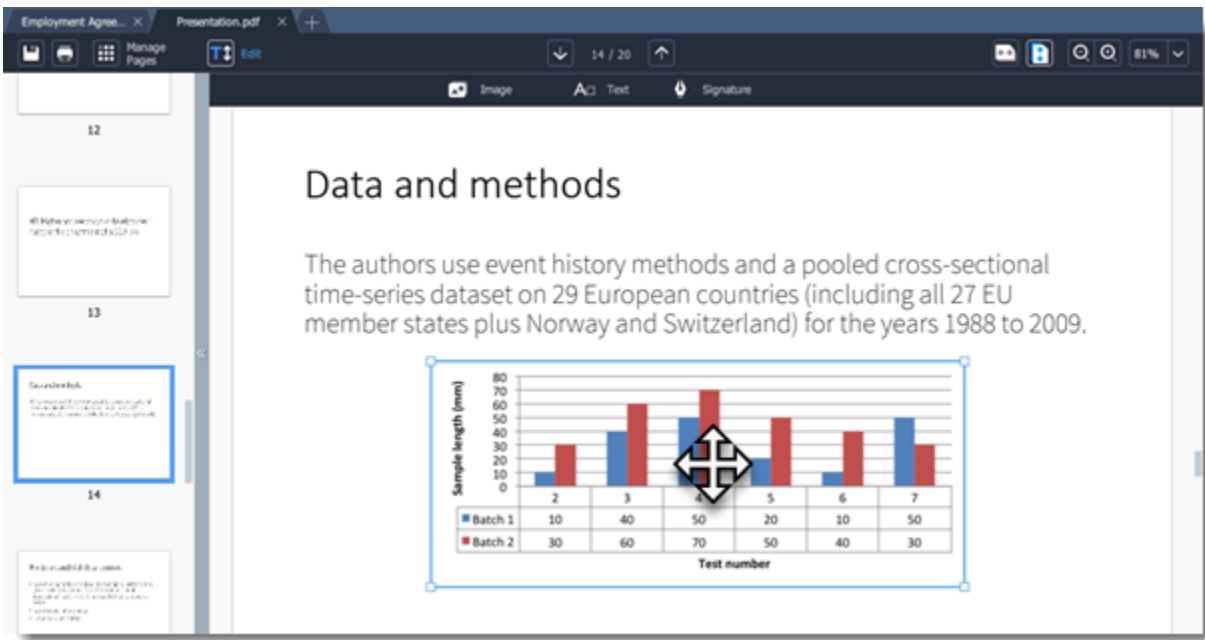 Employment Agree...
Presentation.pdf
Manage
Pages
Edit
14 / 20
81%
Image
Text
Signature
12
13
14
Data and methods
The authors use event history methods and a pooled cross-sectional
time-series dataset on 29 European countries (including all 27 EU
member states plus Norway and Switzerland) for the years 1988 to 2009.
Sample length (mm)
80
70
60
50
40
30
20
10
0
2 3 4 5 6 7
Batch 1 10 40 50 20 10 50
Batch 2 30 60 70 50 40 30
Test number